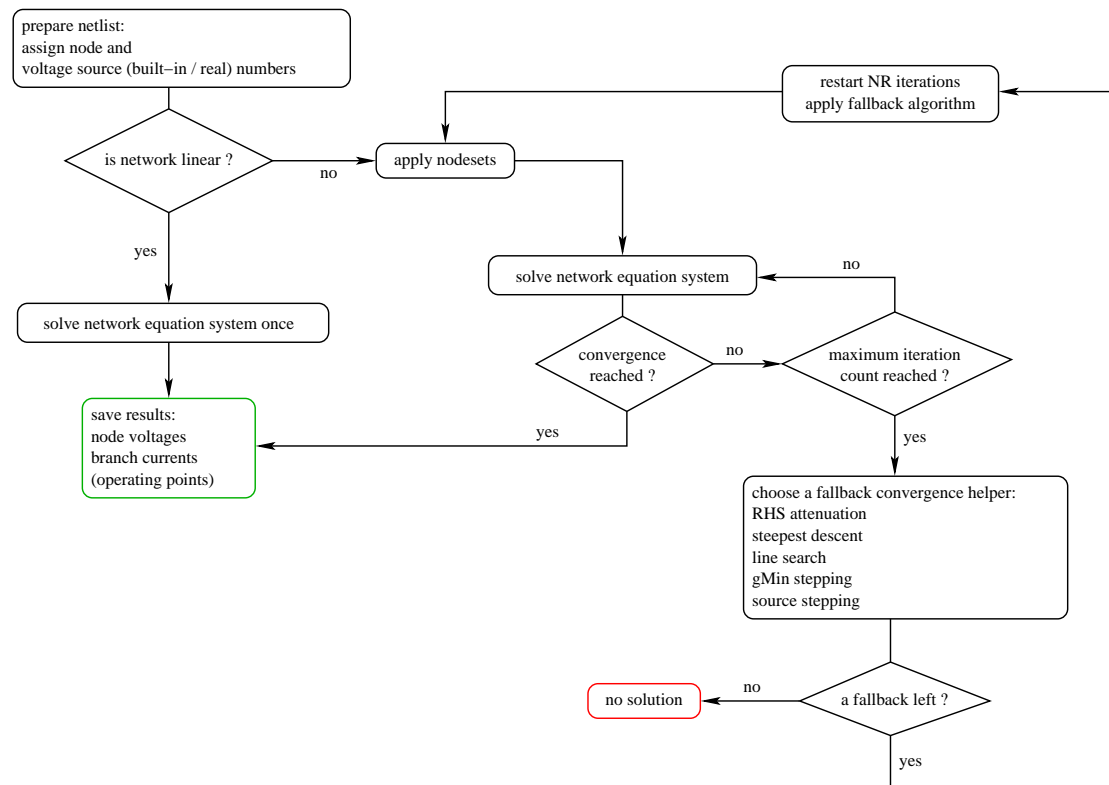 prepare netlist:
assign node and
voltage source (built−in / real) numbers
restart NR iterations
apply fallback algorithm
is network linear ?
no
apply nodesets
yes
solve network equation system
no
solve network equation system once
convergence
reached ?
no
maximum iteration
count reached ?
save results:
node voltages
branch currents
(operating points)
yes
yes
choose a fallback convergence helper:
RHS attenuation
steepest descent
line search
gMin stepping
source stepping
no solution
no
a fallback left ?
yes